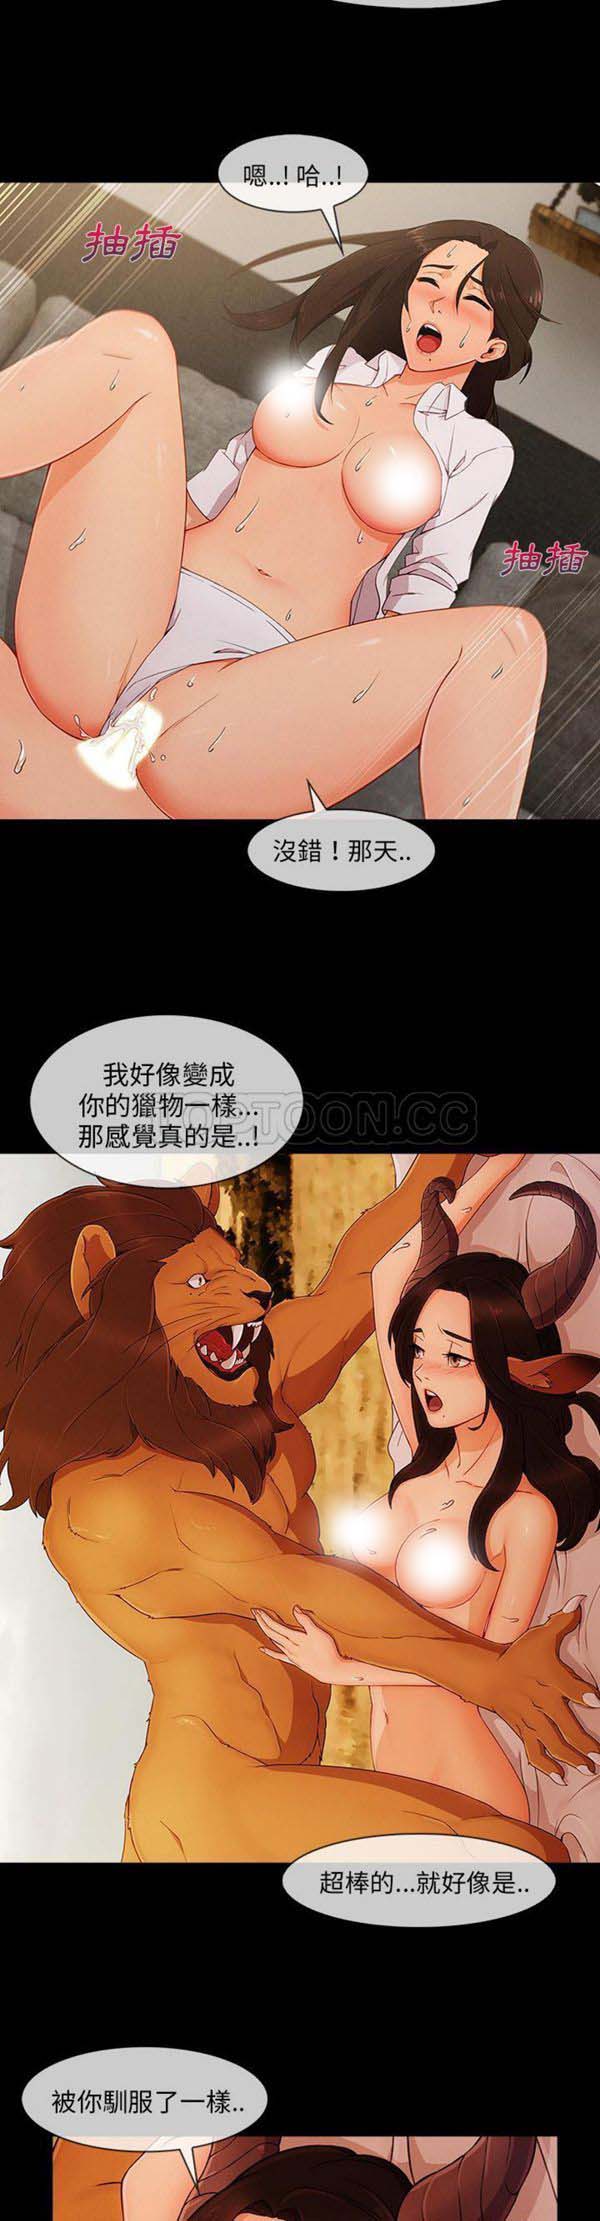 嗯..! 哈..!
抽插
抽插
沒錯！那天..
我好像變成
你的獵物一樣...
那感覺真的是..!
TOPTOON.CC
超棒的...就好像是..
被你馴服了一樣..